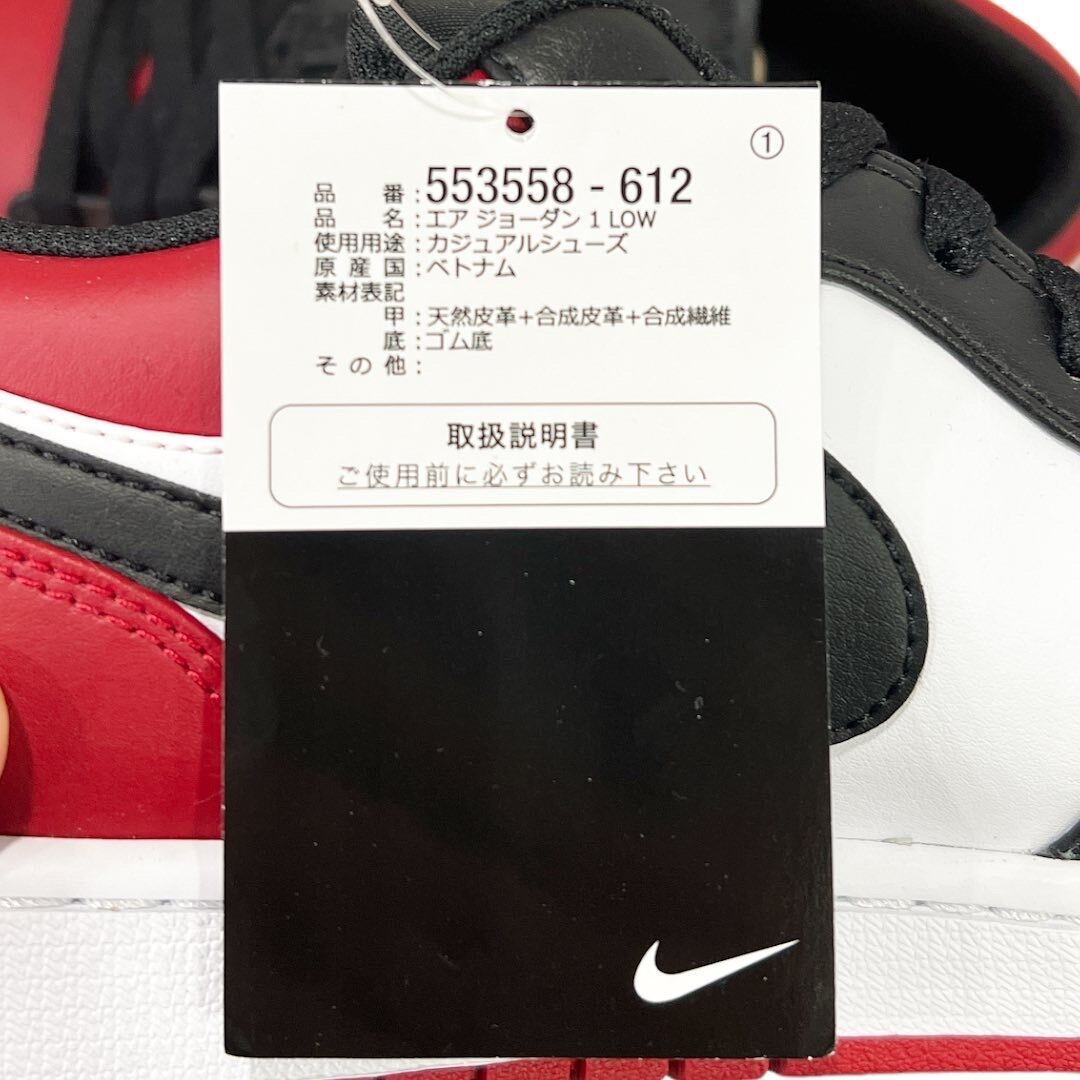 ①
品 番:553558 - 612
品 名:エア ジョーダン 1 LOW
使用用途:カジュアルシューズ
原 産 国:ベトナム
素材表記
甲:天然皮革+合成皮革+合成繊維
底:ゴム底
そ の 他:
取扱説明書
ご使用前に必ずお読み下さい